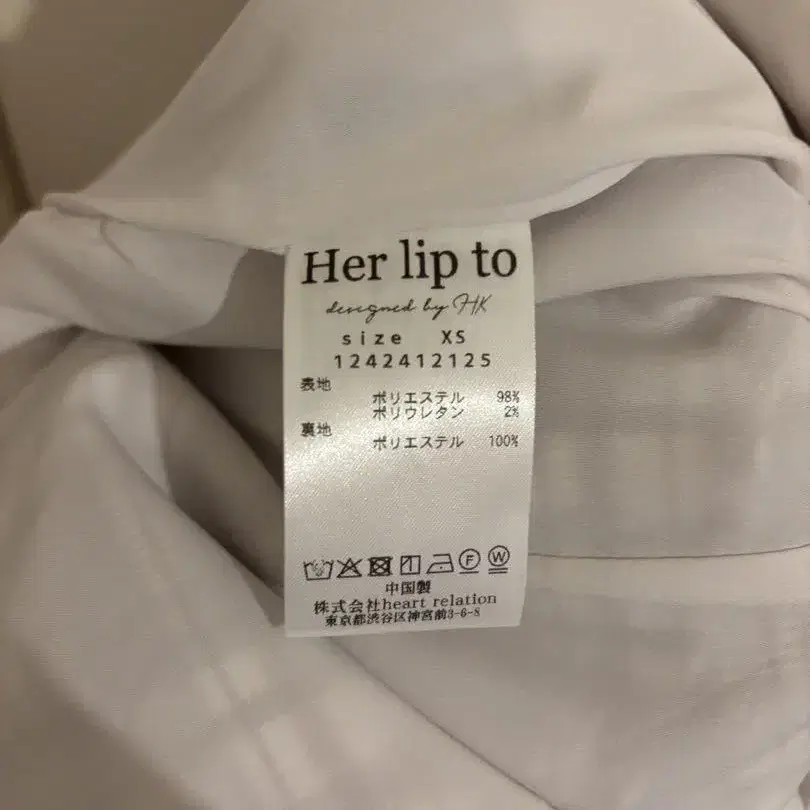 Her lip to
designed by HK
size XS
1242412125
表地
ポリエステル 98%
ポリウレタン 2%
裏地
ポリエステル 100%
F W
中国製
株式会社heart relation
東京都渋谷区神宮前3-6-8